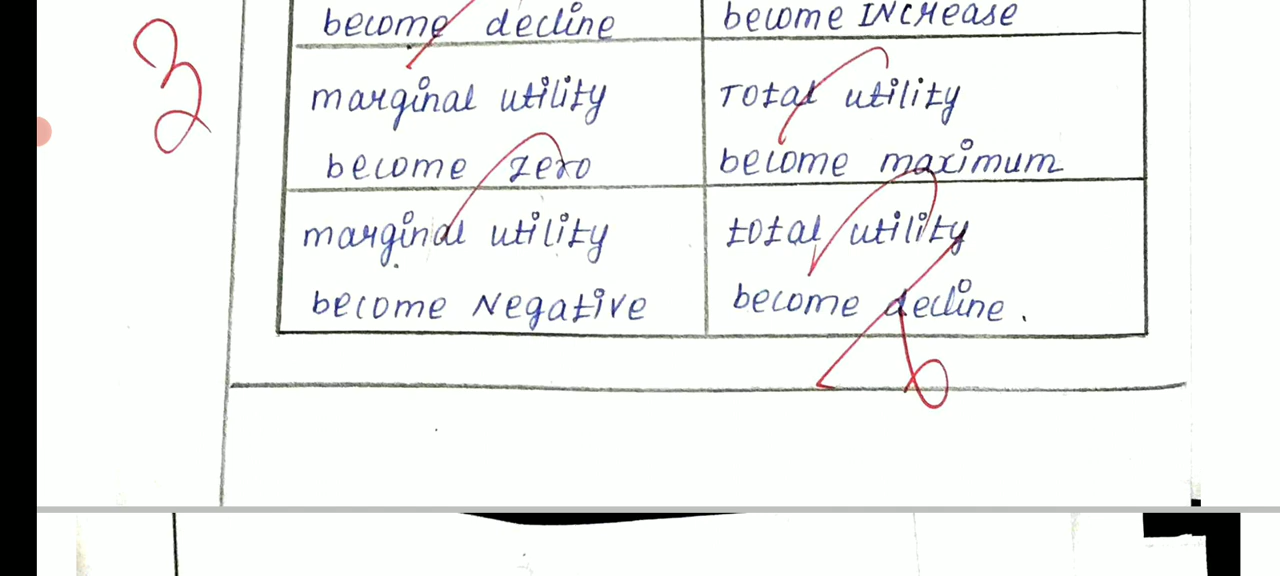 become decline
become INCREASE
3
marginal utility
Total utility
become zero
become maximum
marginal utility
total utility
become Negative
become decline.